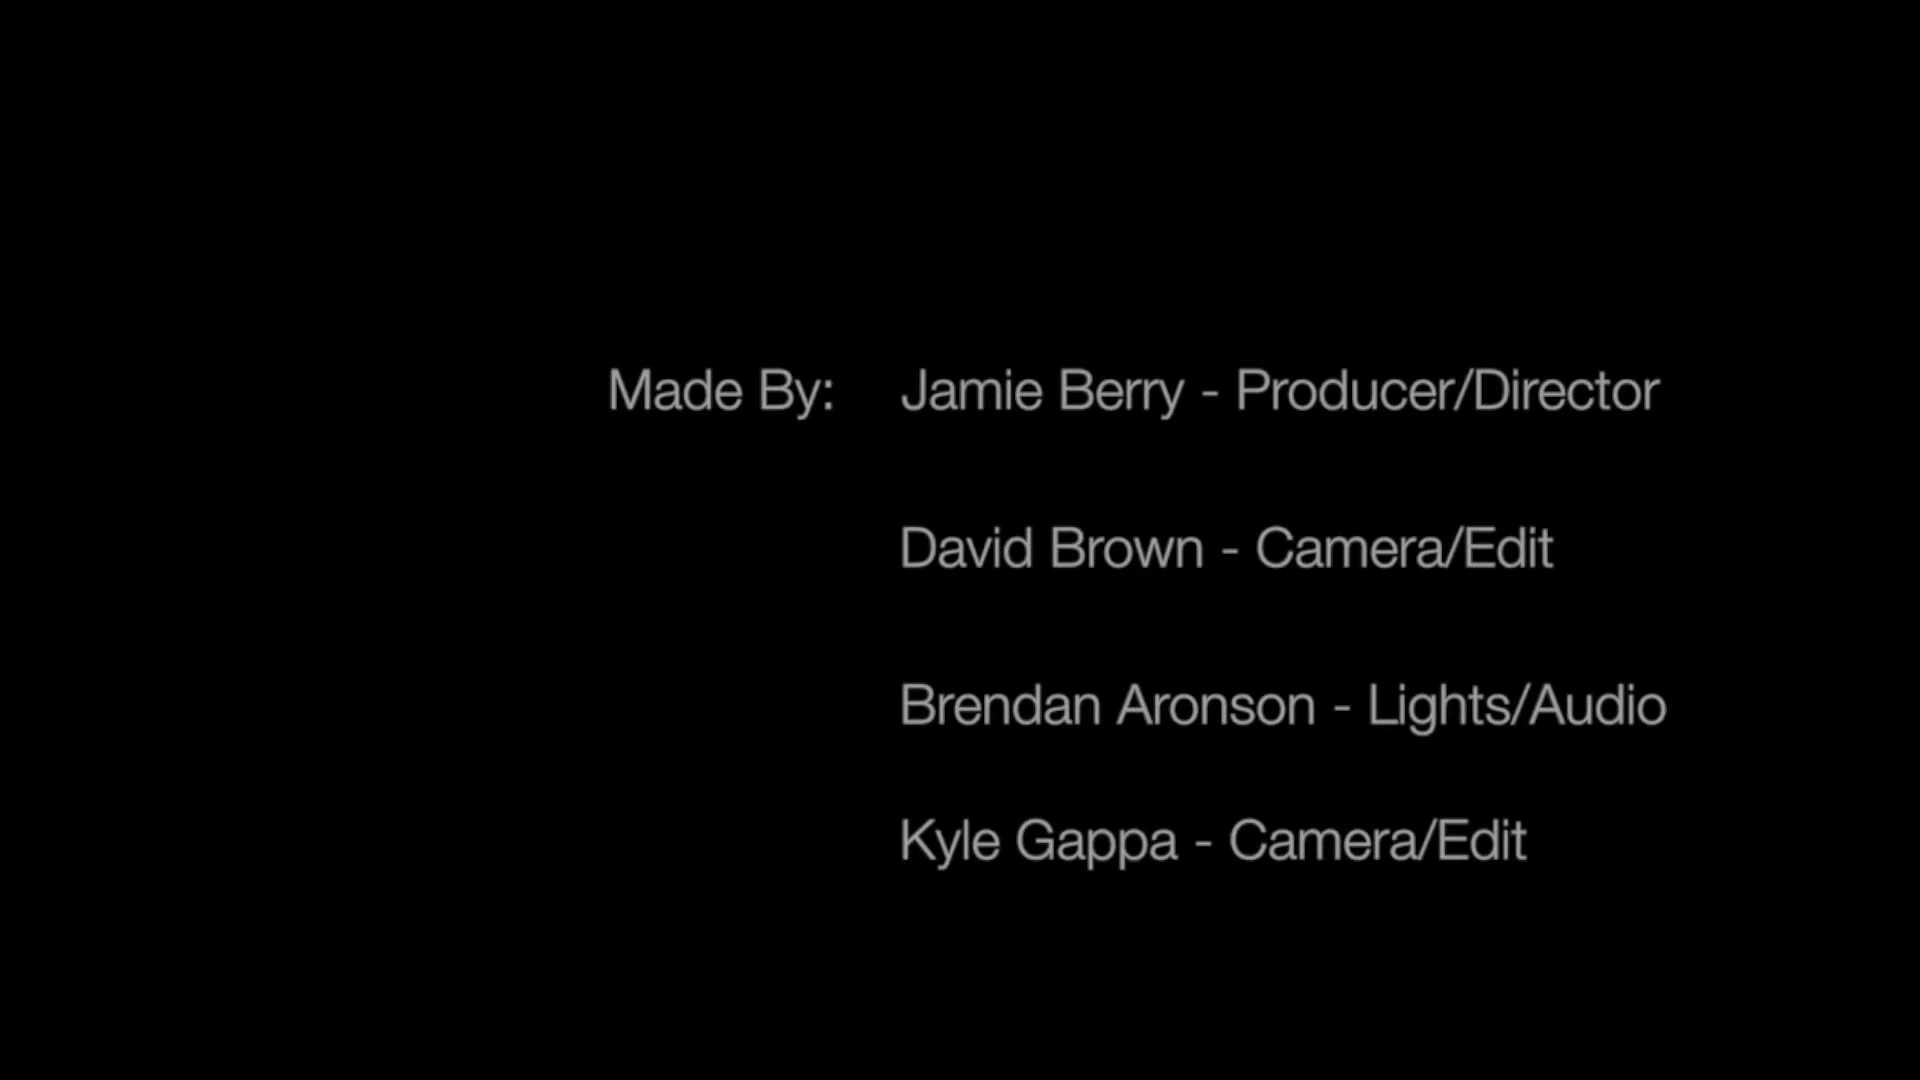 Made By: Jamie Berry - Producer/Director
David Brown - Camera/Edit
Brendan Aronson - Lights/Audio
Kyle Gappa - Camera/Edit